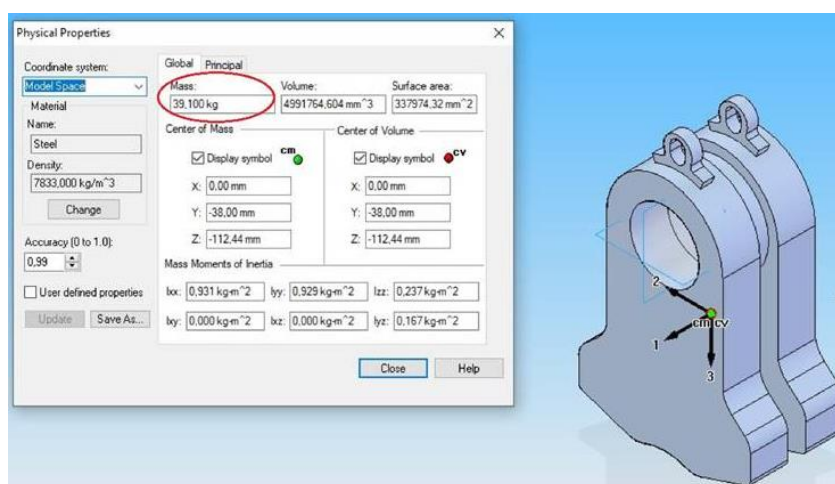 Physical Properties
Coordinate system:
Model Space
Material
Name:
Steel
Density:
7833,000 kg/m^3
Change
Accuracy (0 to 1.0):
0,99
User defined properties
Update Save As...
Global Principal
Mass: Volume: Surface area:
39,100 kg 4991764,604 mm^3 337974,32 mm^2
Center of Mass Center of Volume
Display symbol cm Display symbol cv
X: 0,00 mm X: 0,00 mm
Y: -38,00 mm Y: -38,00 mm
Z: -112,44 mm Z: -112,44 mm
Mass Moments of Inertia
Ixx: 0,931 kg-m^2 Iyy: 0,929 kg-m^2 Izz: 0,237 kg-m^2
Ixy: 0,000 kg-m^2 Ixz: 0,000 kg-m^2 Iyz: 0,167 kg-m^2
Close Help
2
cm cv
1
3